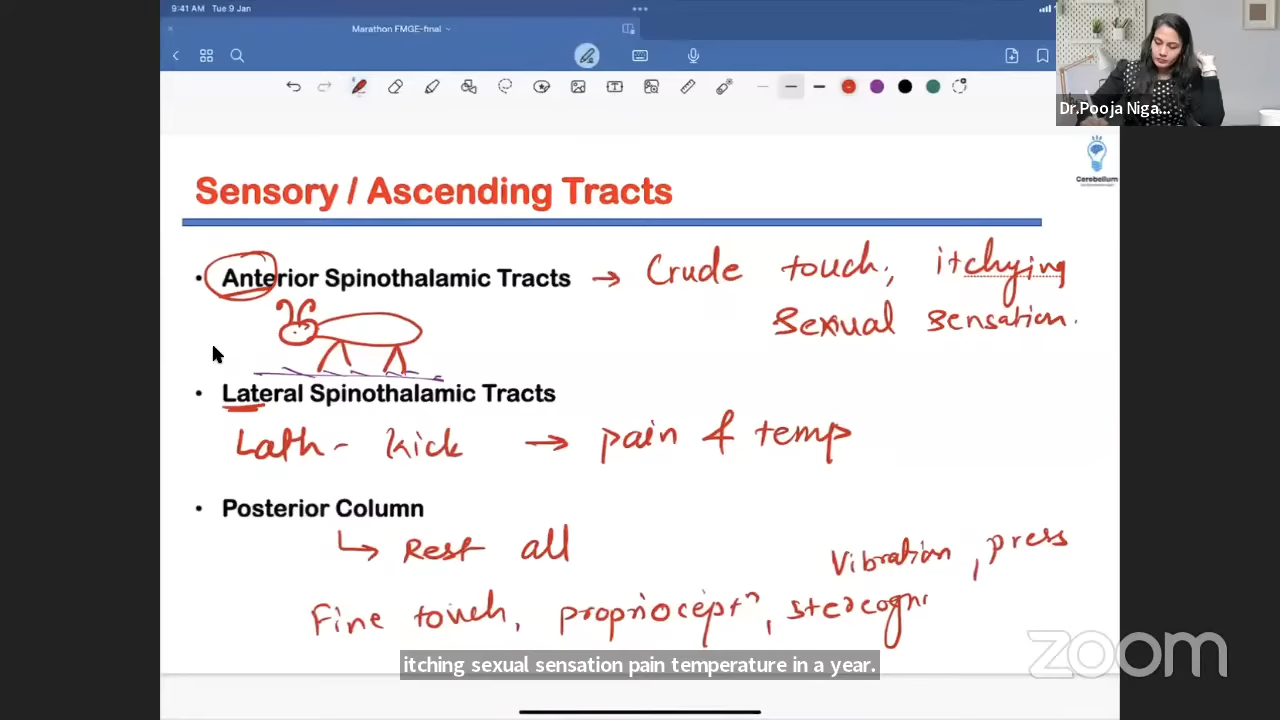 9:41 AM Tue 9 Jan
Marathon FMGE-final
Dr.Pooja Niga...
Cerebellum
Sensory / Ascending Tracts
• Anterior Spinothalamic Tracts → Crude touch, itchying
sexual sensation.
• Lateral Spinothalamic Tracts
Lath - kick → pain & temp
• Posterior Column
↳ Rest all
Vibration, press
Fine touch, propriocept^n, sterogn
itching sexual sensation pain temperature in a year.
zoom